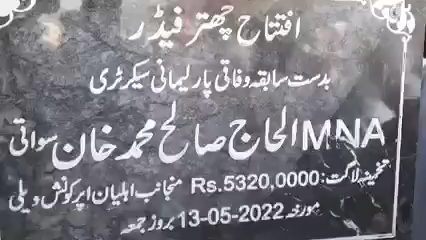 افتتاح چھتر فیڈر
بدست سابقہ وفاقی پارلیمانی سیکرٹری
MNA الحاج صالح محمد خان سواتی
تخمینہ لاگت: Rs.5320,0000 منجانب اہلیان اپر کونش ویلی
مورخہ 13-05-2022 بروز جمعہ